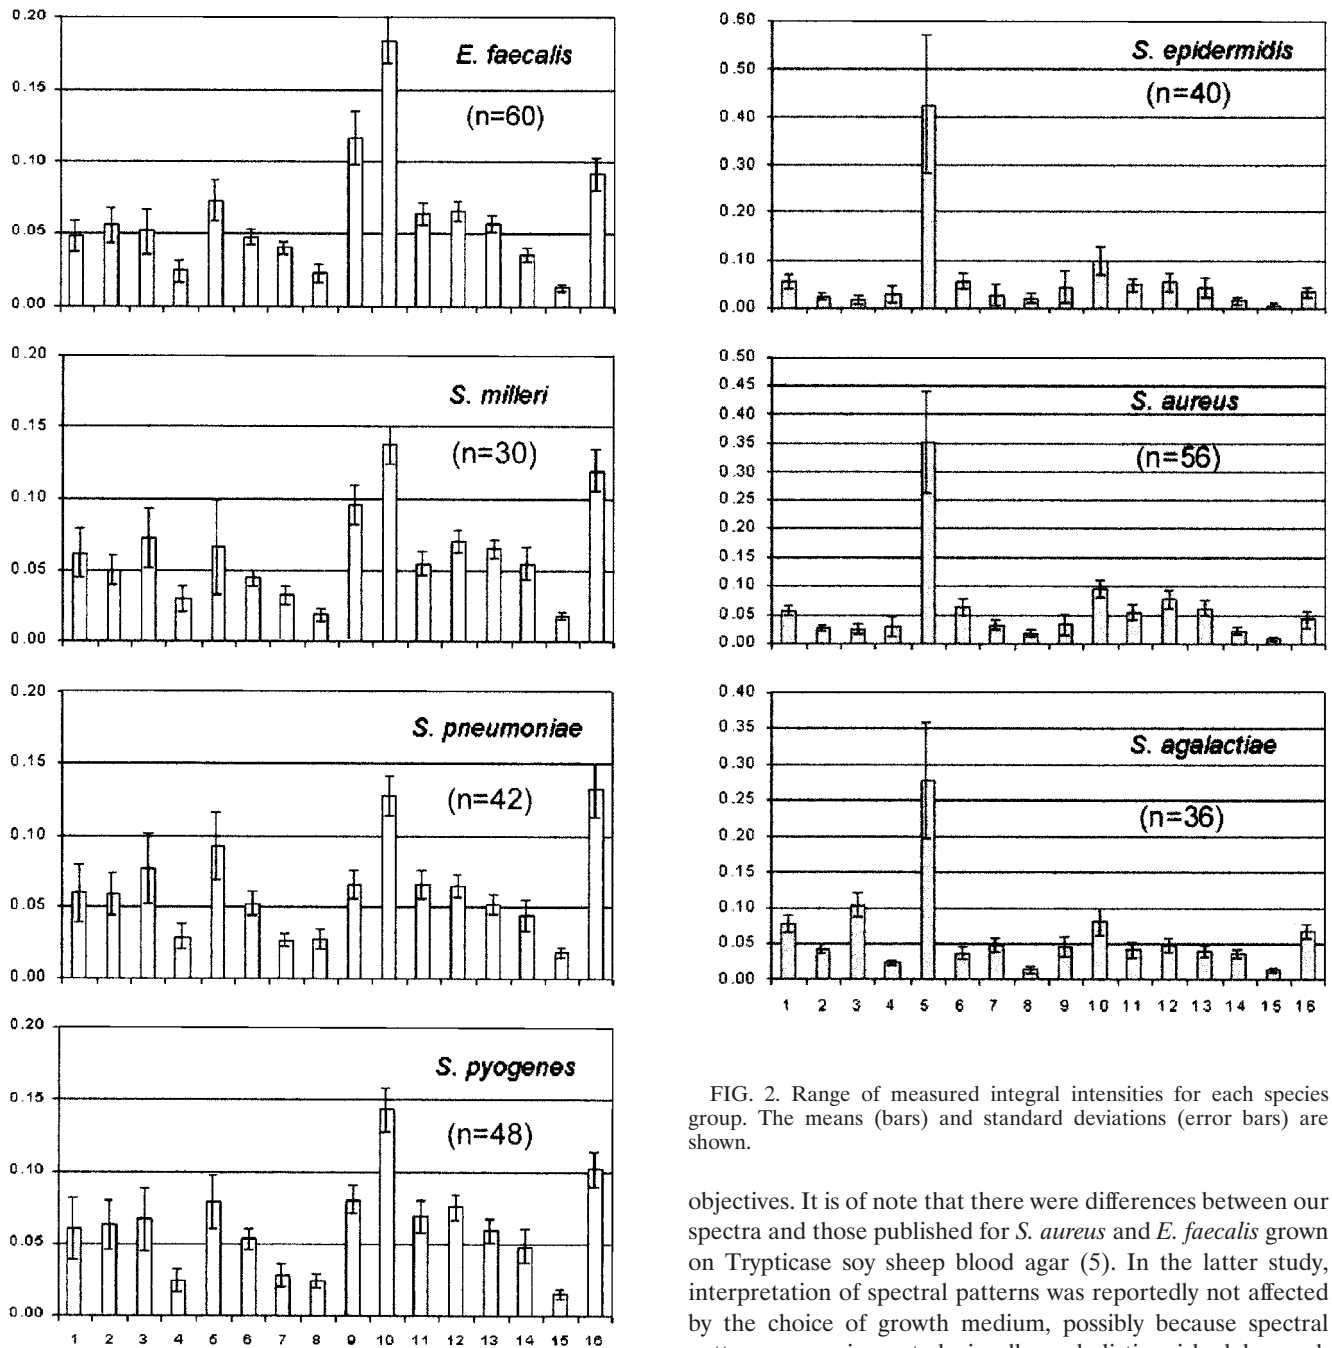 0.20
0.15
0.10
0.05
0.00
E. faecalis
(n=60)
0.20
0.15
0.10
0.05
0.00
S. milleri
(n=30)
0.20
0.15
0.10
0.05
0.00
S. pneumoniae
(n=42)
0.20
0.15
0.10
0.05
0.00
S. pyogenes
(n=48)
1 2 3 4 5 6 7 8 9 10 11 12 13 14 15 16
0.60
0.50
0.40
0.30
0.20
0.10
0.00
S. epidermidis
(n=40)
0.50
0.45
0.40
0.35
0.30
0.25
0.20
0.15
0.10
0.05
0.00
S. aureus
(n=56)
0.40
0.35
0.30
0.25
0.20
0.15
0.10
0.05
0.00
S. agalactiae
(n=36)
1 2 3 4 5 6 7 8 9 10 11 12 13 14 15 16
FIG. 2. Range of measured integral intensities for each species
group. The means (bars) and standard deviations (error bars) are
shown.
objectives. It is of note that there were differences between our
spectra and those published for S. aureus and E. faecalis grown
on Trypticase soy sheep blood agar (5). In the latter study,
interpretation of spectral patterns was reportedly not affected
by the choice of growth medium, possibly because spectral